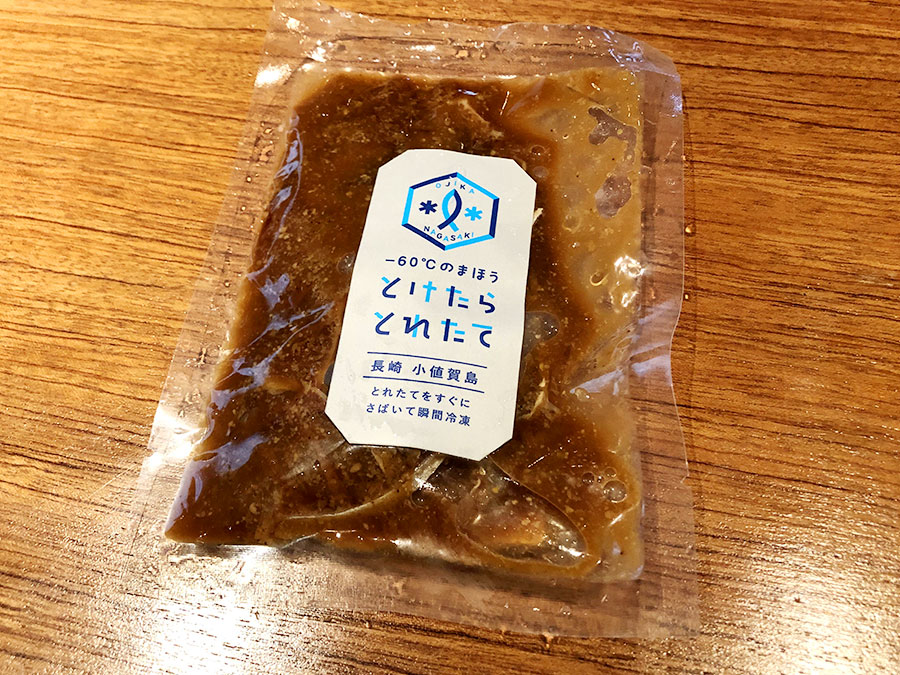 OJIKA
NAGASAKI
-60℃のまほう
とけたら
とれたて
長崎 小値賀島
とれたてをすぐに
さばいて瞬間冷凍